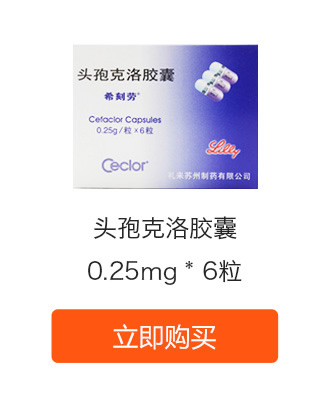 头孢克洛胶囊
希刻劳®
Cefaclor Capsules
0.25g/粒×6粒
Ceclor®
Lilly
礼来苏州制药有限公司
头孢克洛胶囊
0.25mg * 6粒
立即购买